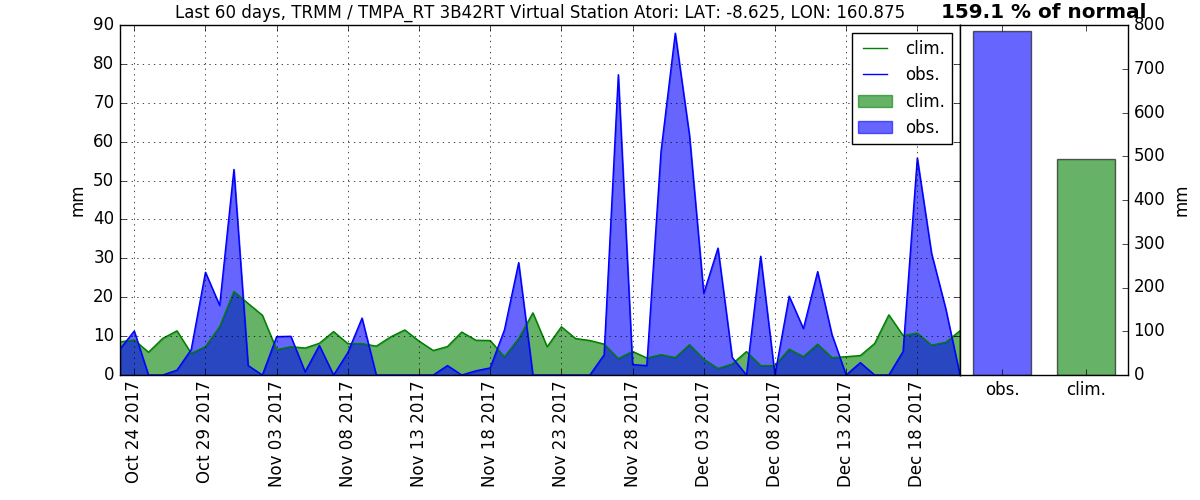 Last 60 days, TRMM / TMPA_RT 3B42RT Virtual Station Atori: LAT: -8.625, LON: 160.875
159.1 % of normal
90
80
70
60
50
40
30
20
10
0
mm
clim.
obs.
clim.
obs.
800
700
600
500
400
300
200
100
0
mm
Oct 24 2017
Oct 29 2017
Nov 03 2017
Nov 08 2017
Nov 13 2017
Nov 18 2017
Nov 23 2017
Nov 28 2017
Dec 03 2017
Dec 08 2017
Dec 13 2017
Dec 18 2017
obs.
clim.